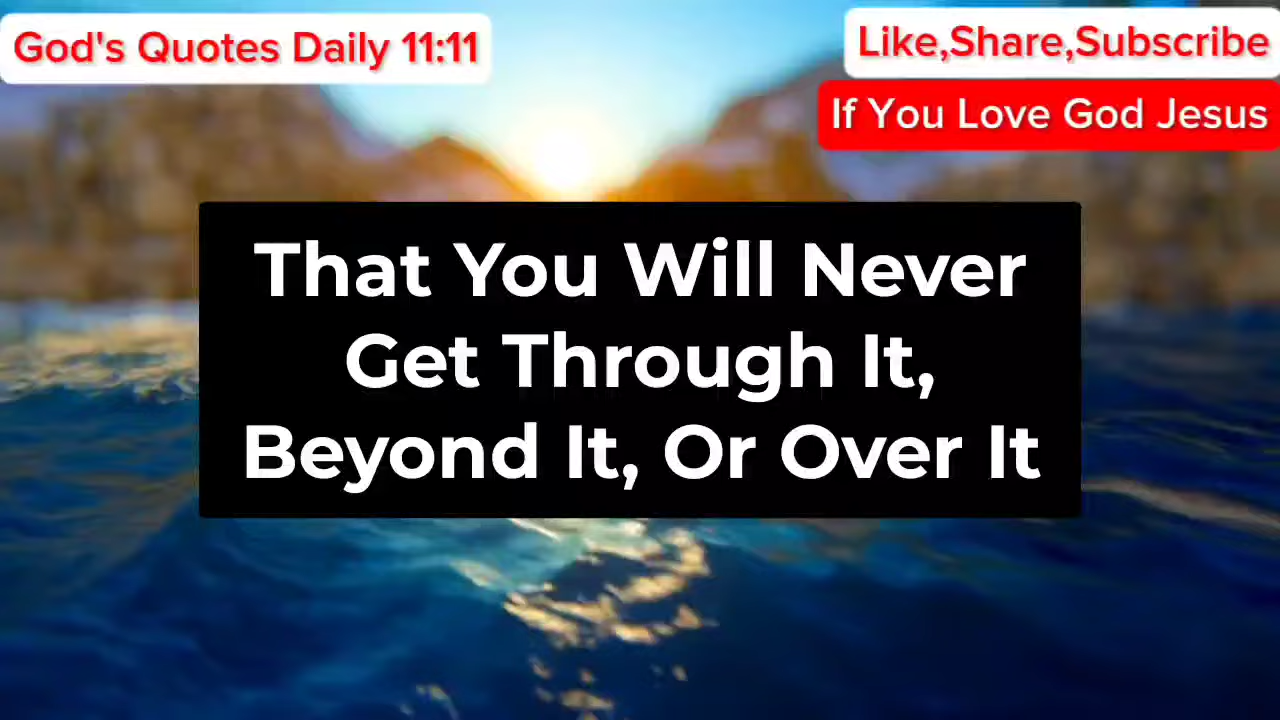 God's Quotes Daily 11:11
Like,Share,Subscribe
If You Love God Jesus
That You Will Never
Get Through It,
Beyond It, Or Over It